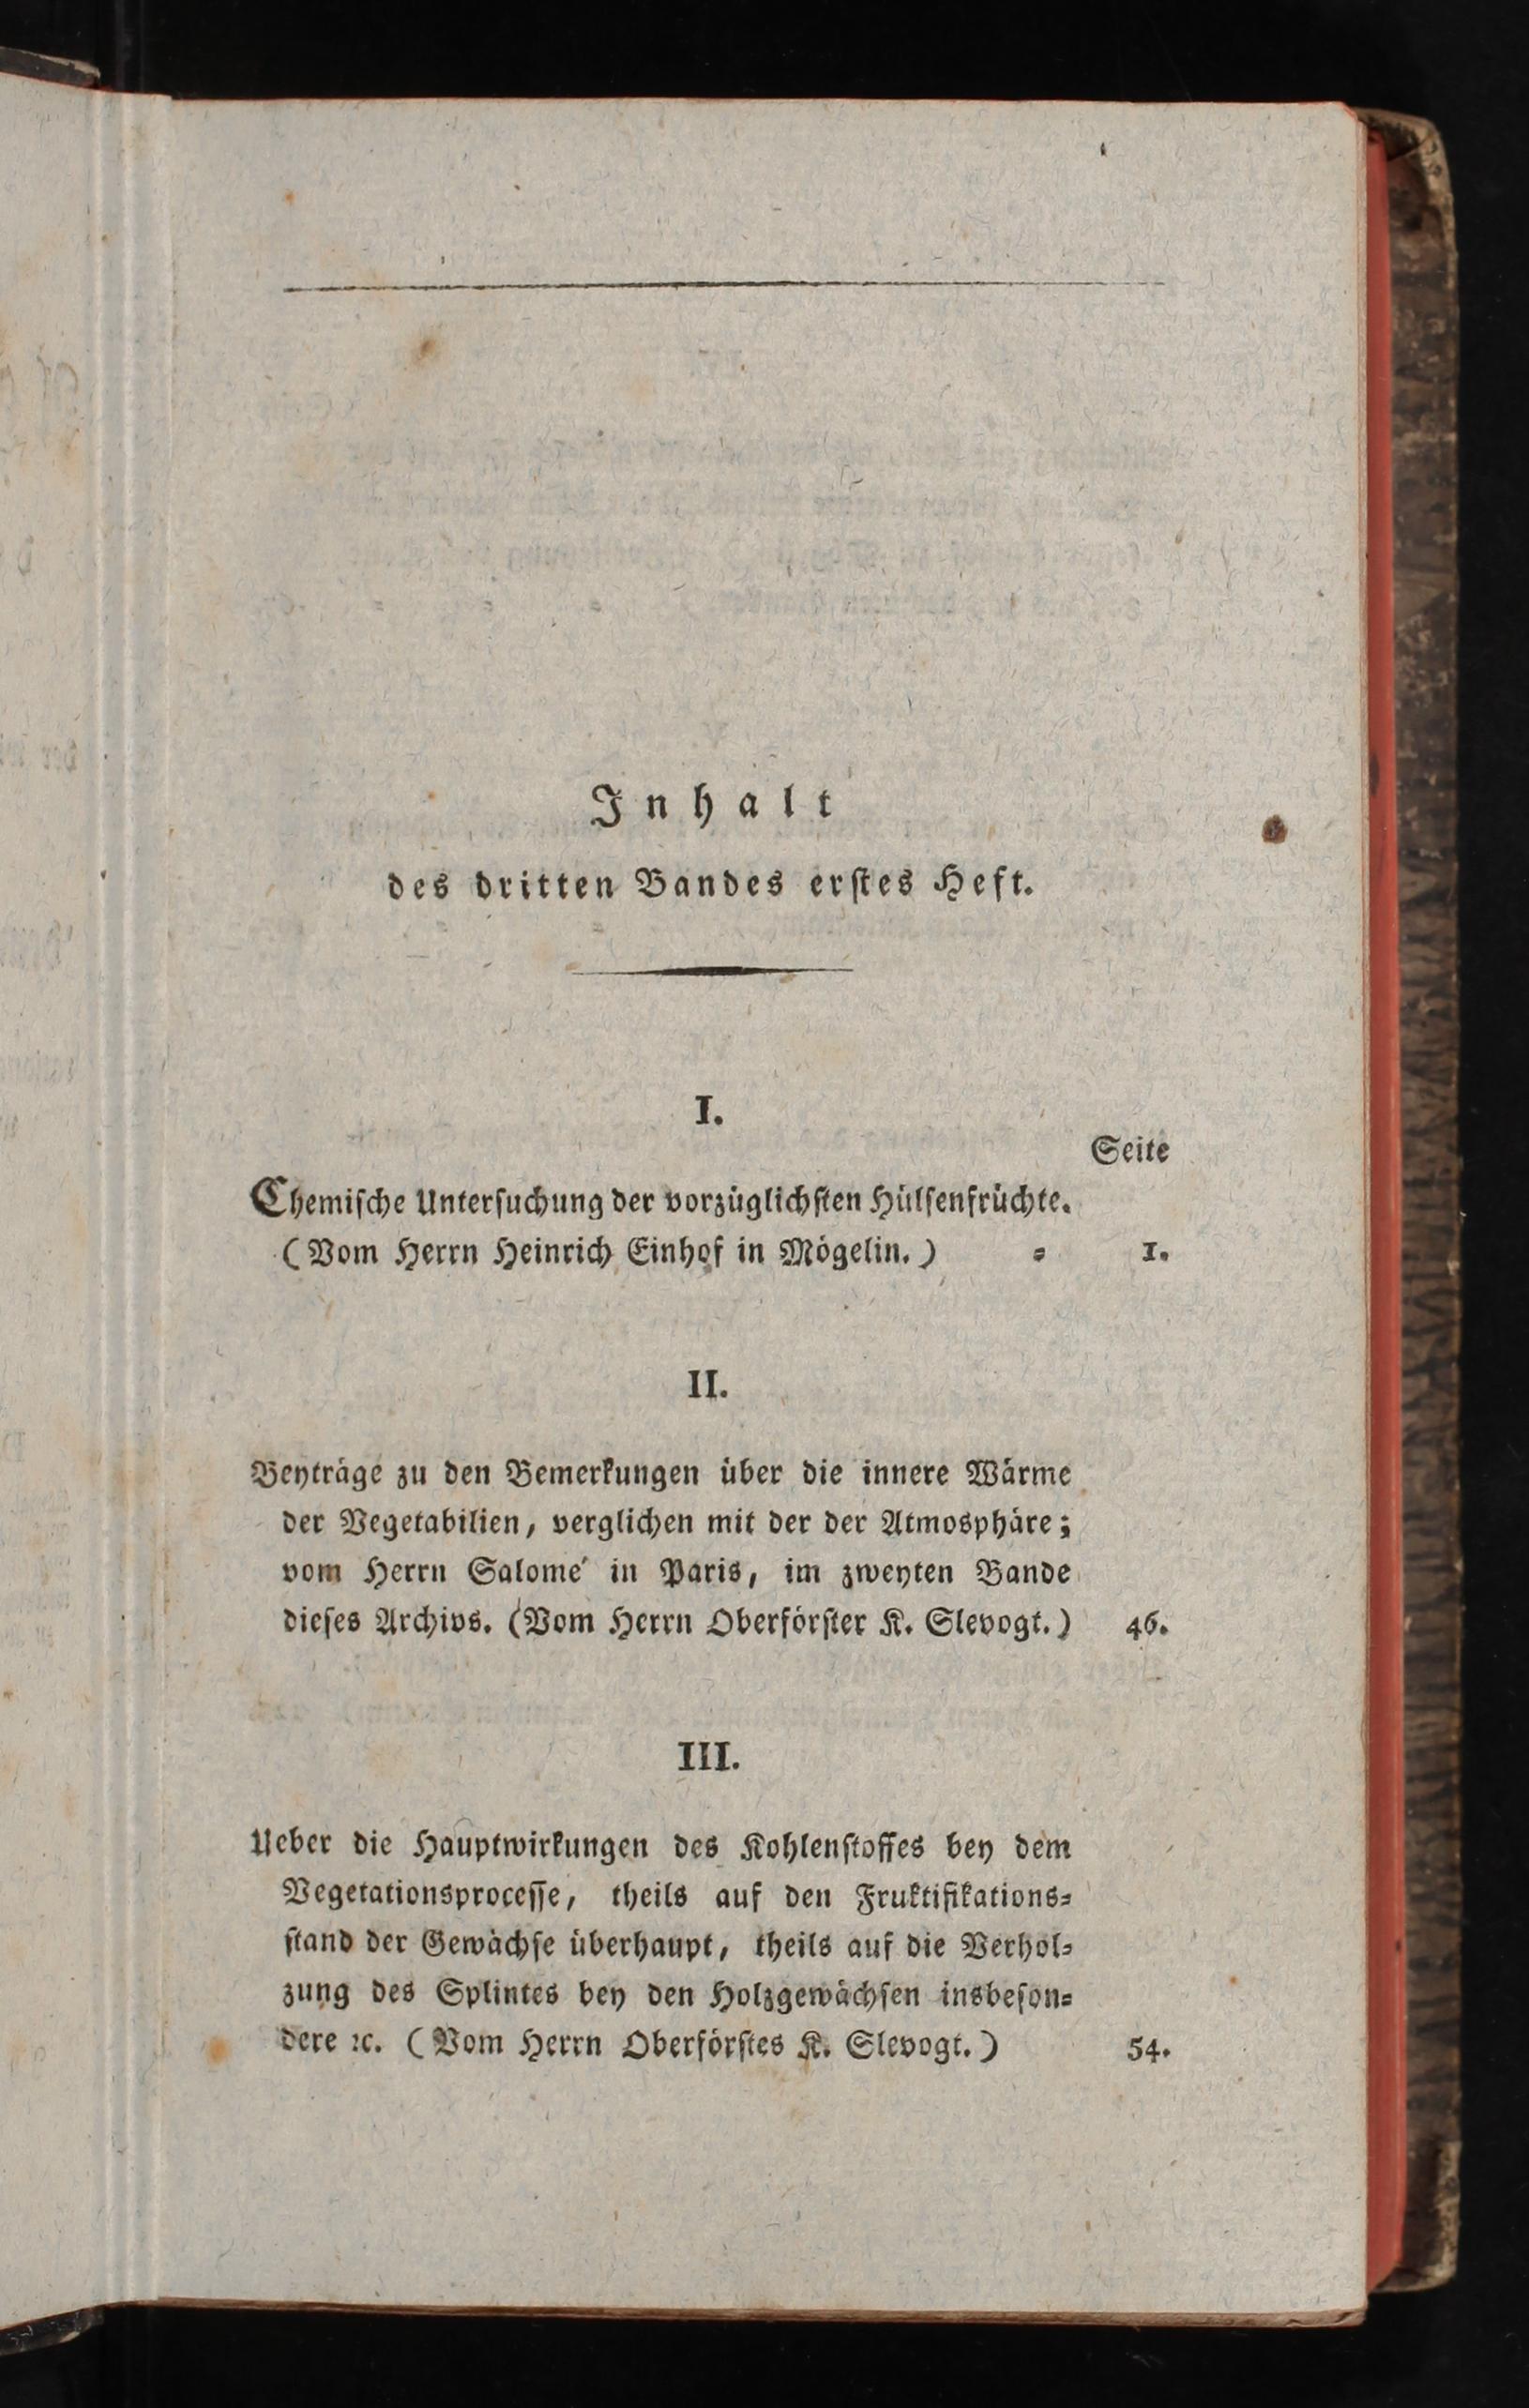 Inhalt
des dritten Bandes erstes Heft.
I.
Seite
Chemische Untersuchung der vorzüglichsten Hülsenfrüchte.
(Vom Herrn Heinrich Einhof in Mögelin.) = 1.
II.
Beyträge zu den Bemerkungen über die innere Wärme
der Vegetabilien, verglichen mit der der Atmosphäre;
vom Herrn Salome´ in Paris, im zweyten Bande
dieses Archivs. (Vom Herrn Oberförster K. Slevogt.) 46.
III.
Ueber die Hauptwirkungen des Kohlenstoffes bey dem
Vegetationsprocesse, theils auf den Fruktifikations=
stand der Gewächse überhaupt, theils auf die Verhol=
zung des Splintes bey den Holzgewächsen insbeson=
dere ꝛc. (Vom Herrn Oberförstes K. Slevogt.) 54.